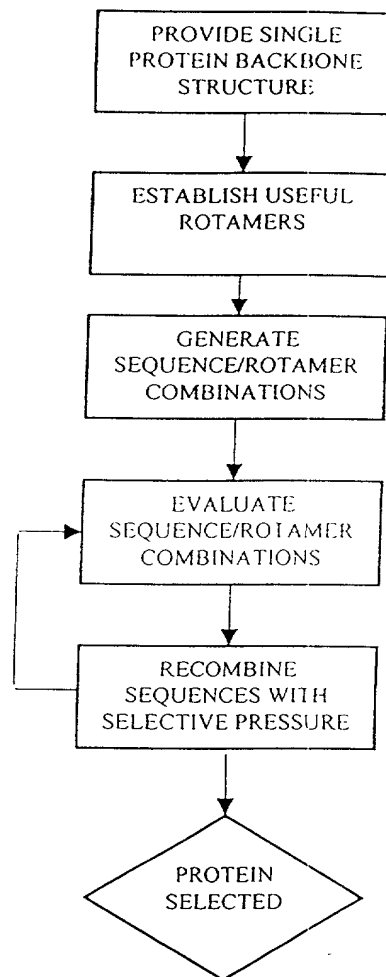 PROVIDE SINGLE
PROTEIN BACKBONE
STRUCTURE
ESTABLISH USEFUL
ROTAMERS
GENERATE
SEQUENCE/ROTAMER
COMBINATIONS
EVALUATE
SEQUENCE/ROTAMER
COMBINATIONS
RECOMBINE
SEQUENCES WITH
SELECTIVE PRESSURE
PROTEIN
SELECTED